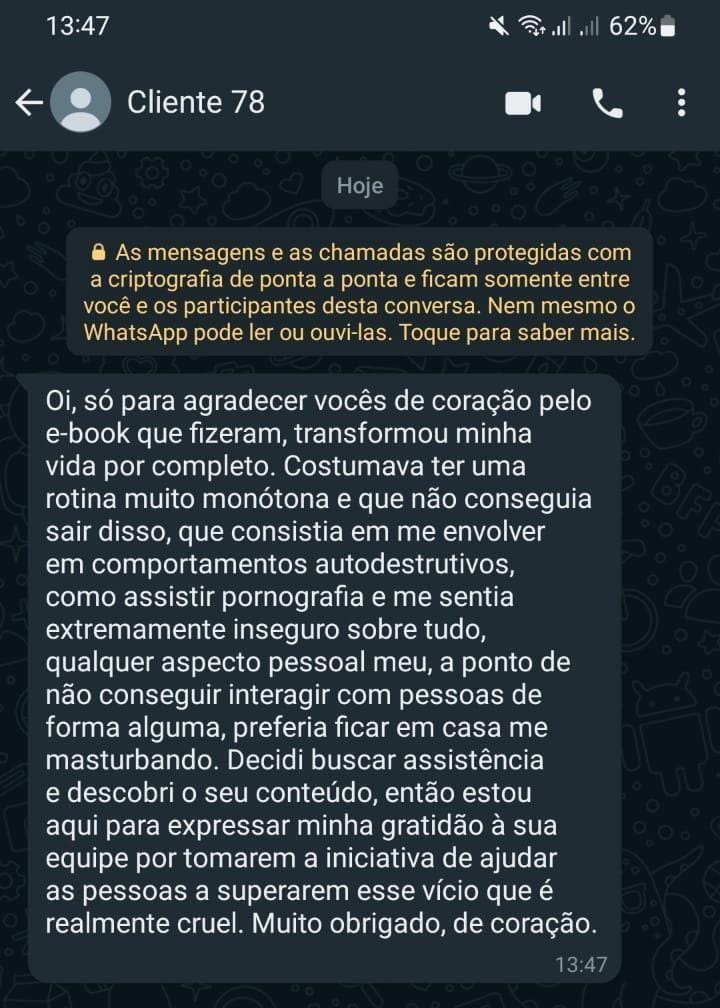 13:47
62%
Cliente 78
Hoje
As mensagens e as chamadas são protegidas com
a criptografia de ponta a ponta e ficam somente entre
você e os participantes desta conversa. Nem mesmo o
WhatsApp pode ler ou ouvi-las. Toque para saber mais.
Oi, só para agradecer vocês de coração pelo
e-book que fizeram, transformou minha
vida por completo. Costumava ter uma
rotina muito monótona e que não conseguia
sair disso, que consistia em me envolver
em comportamentos autodestrutivos,
como assistir pornografia e me sentia
extremamente inseguro sobre tudo,
qualquer aspecto pessoal meu, a ponto de
não conseguir interagir com pessoas de
forma alguma, preferia ficar em casa me
masturbando. Decidi buscar assistência
e descobri o seu conteúdo, então estou
aqui para expressar minha gratidão à sua
equipe por tomarem a iniciativa de ajudar
as pessoas a superarem esse vício que é
realmente cruel. Muito obrigado, de coração.
13:47